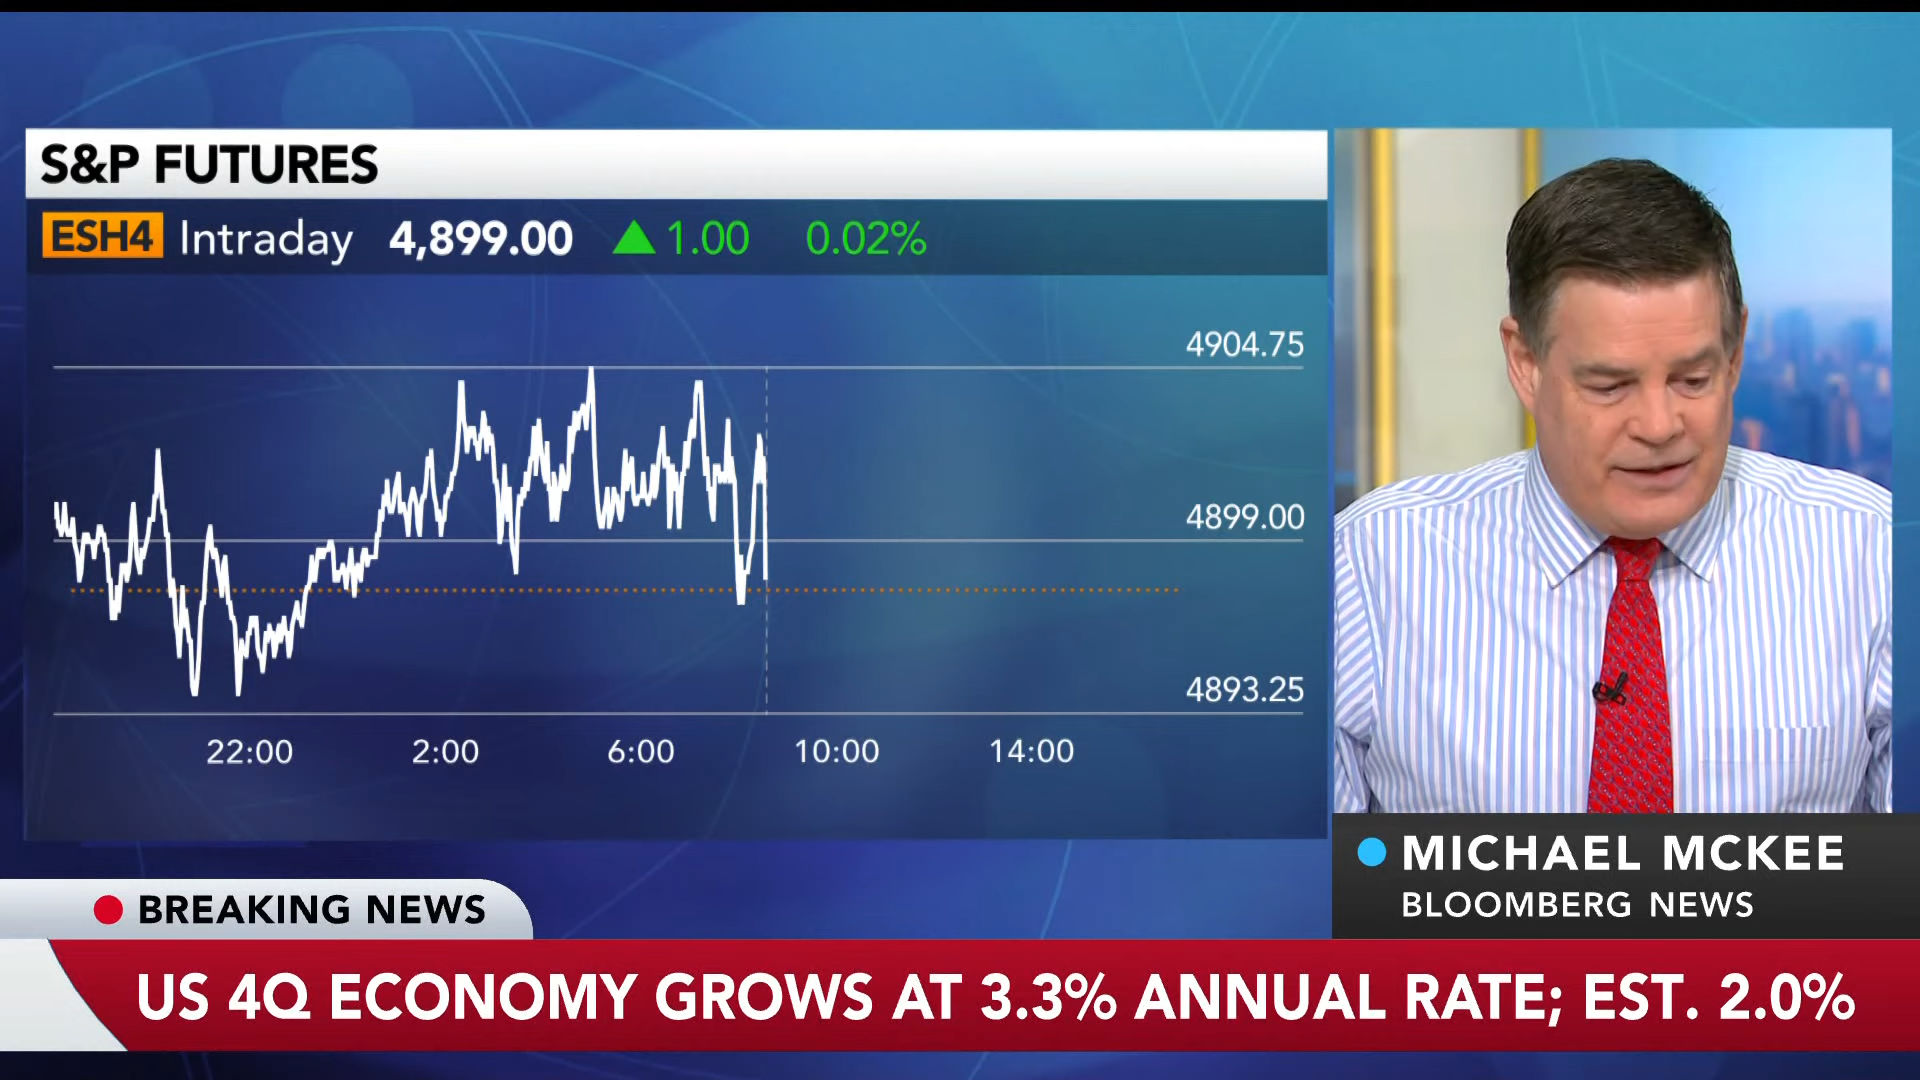 S&P FUTURES
ESH4 Intraday 4,899.00 ▲1.00 0.02%
4904.75
4899.00
4893.25
22:00 2:00 6:00 10:00 14:00
MICHAEL MCKEE
BLOOMBERG NEWS
BREAKING NEWS
US 4Q ECONOMY GROWS AT 3.3% ANNUAL RATE; EST. 2.0%